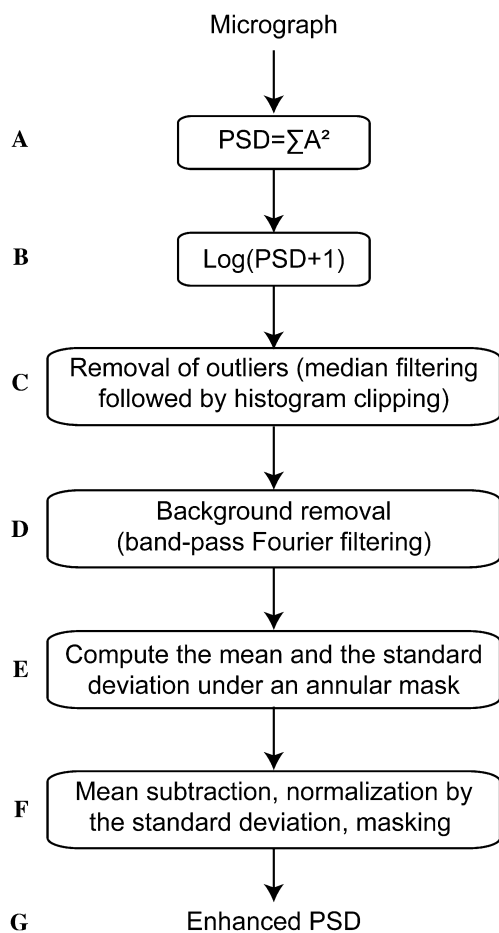 Micrograph
A
PSD=∑A²
B
Log(PSD+1)
C
Removal of outliers (median filtering
followed by histogram clipping)
D
Background removal
(band-pass Fourier filtering)
E
Compute the mean and the standard
deviation under an annular mask
F
Mean subtraction, normalization by
the standard deviation, masking
G
Enhanced PSD